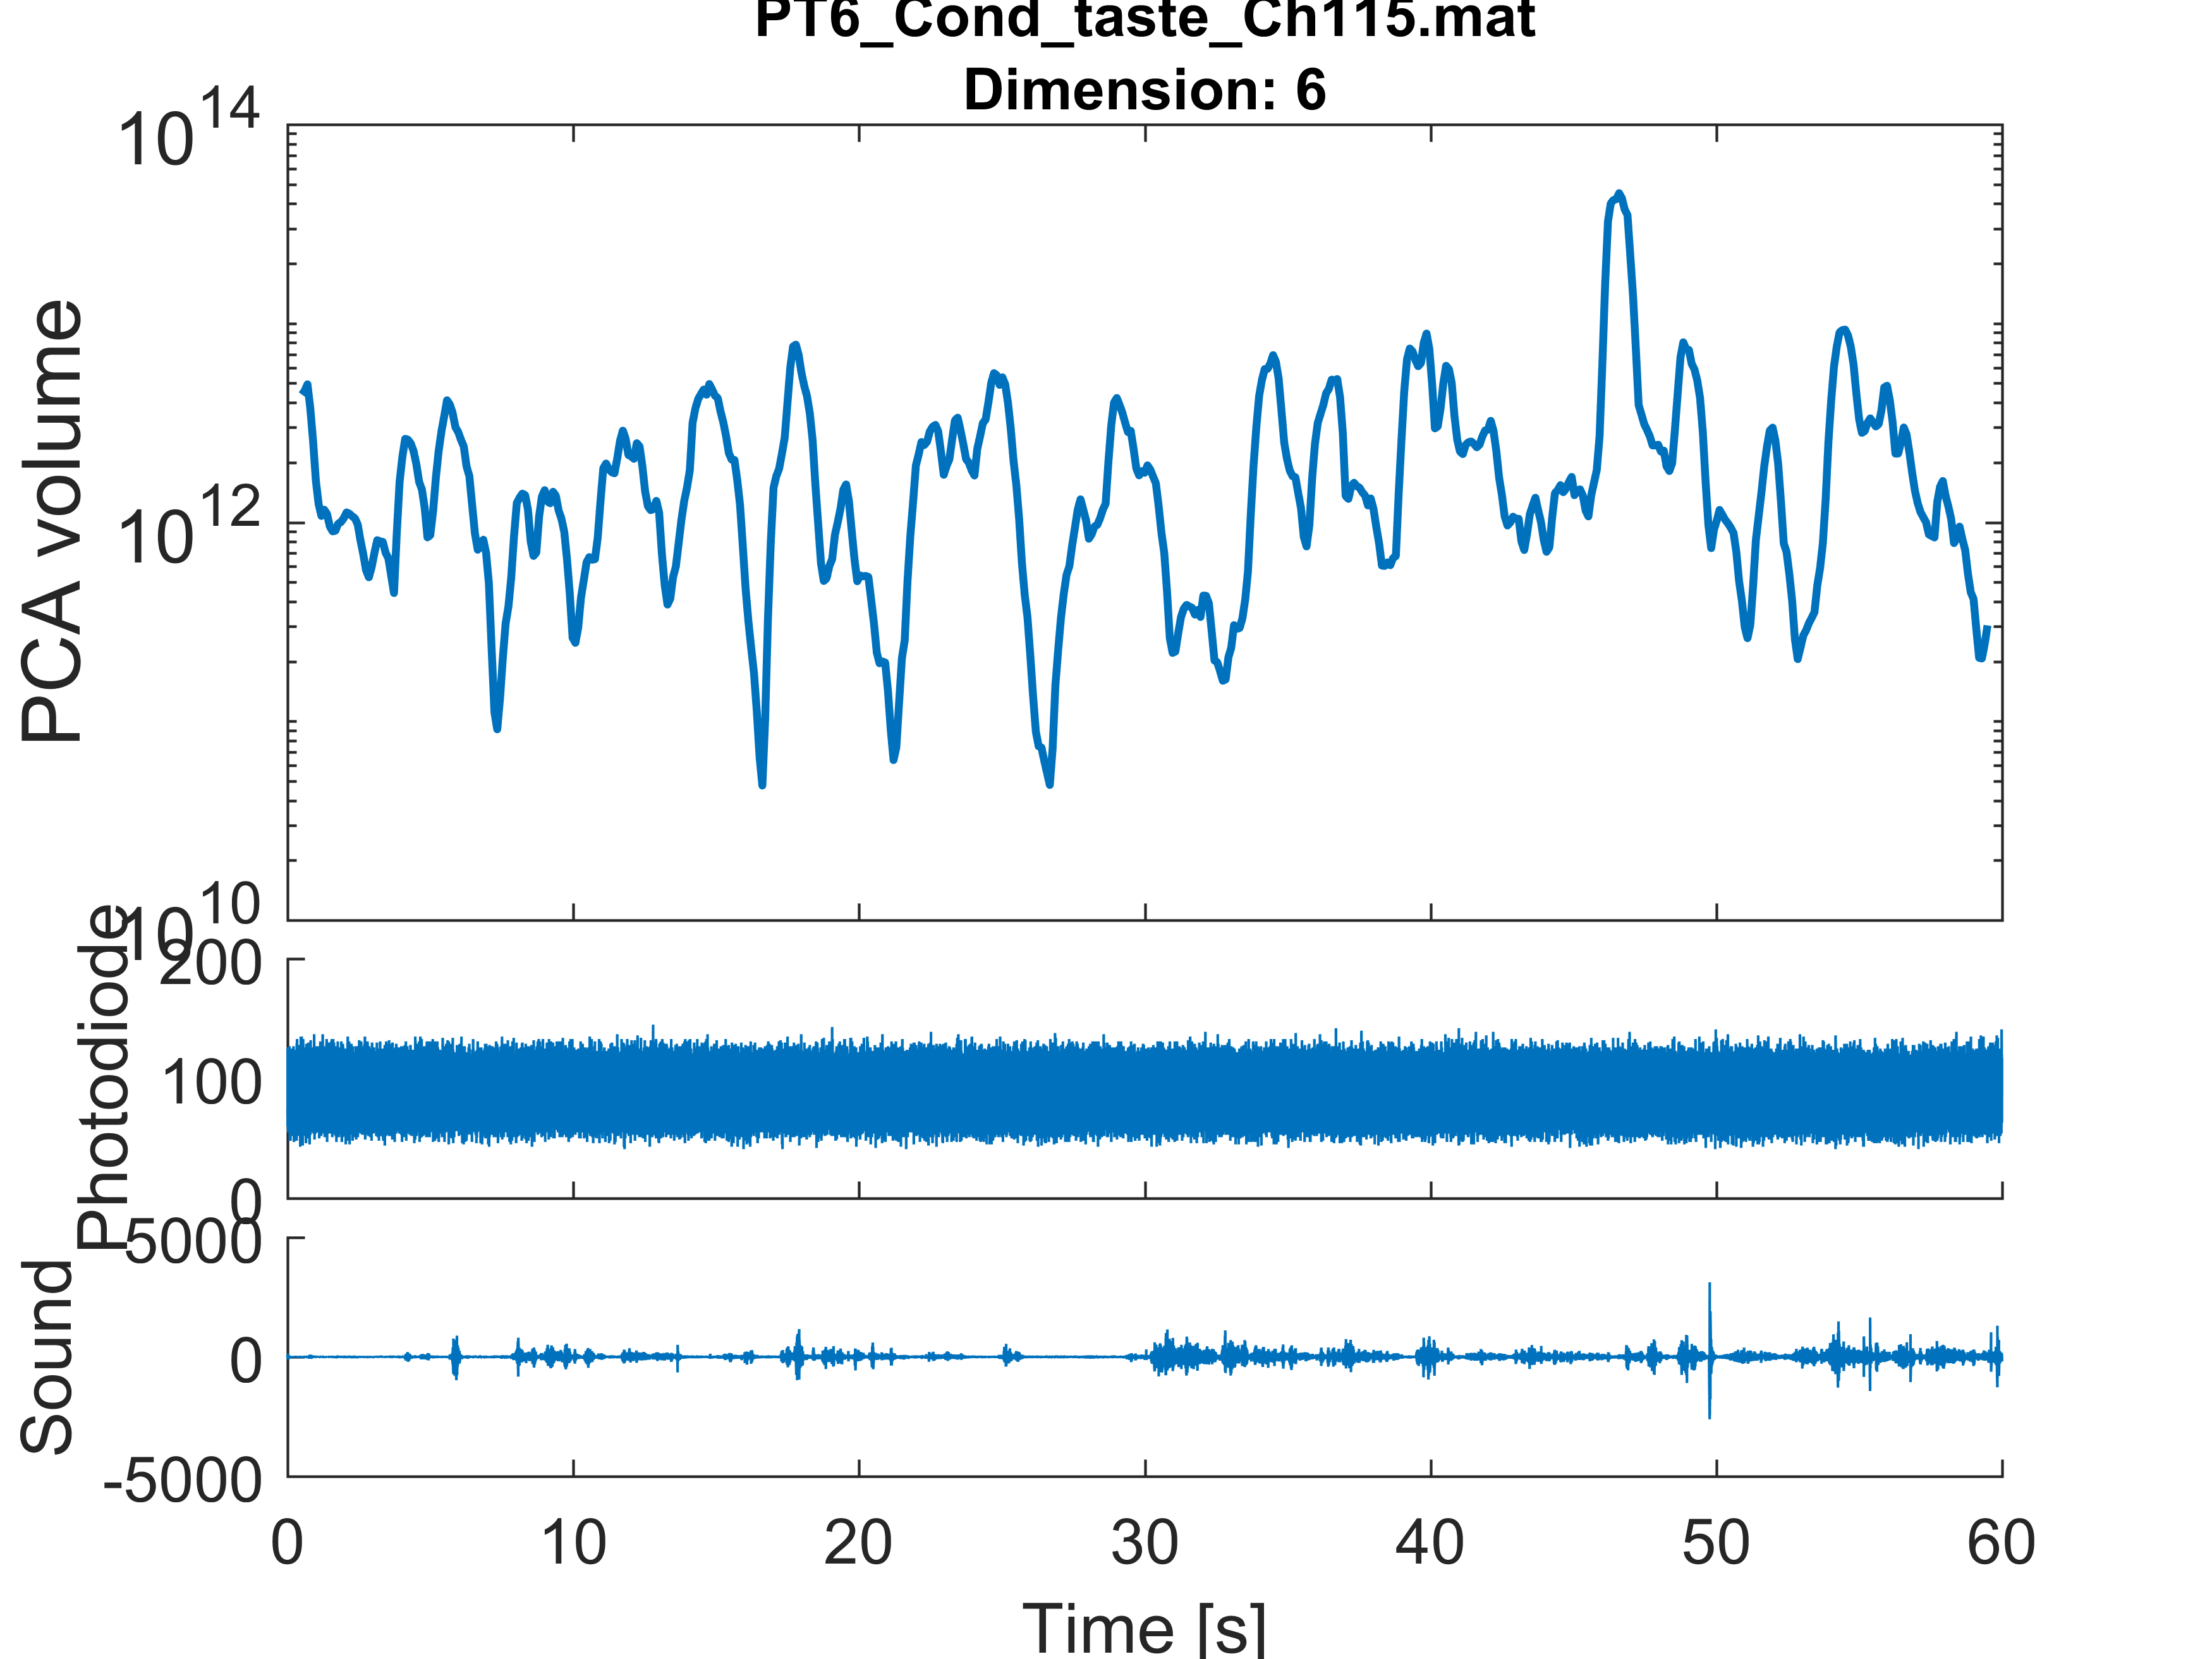 PT6_Cond_taste_Ch115.mat
Dimension: 6
10^14
10^12
10^10
PCA volume
200
100
0
Photodiode
5000
0
-5000
Sound
0 10 20 30 40 50 60
Time [s]